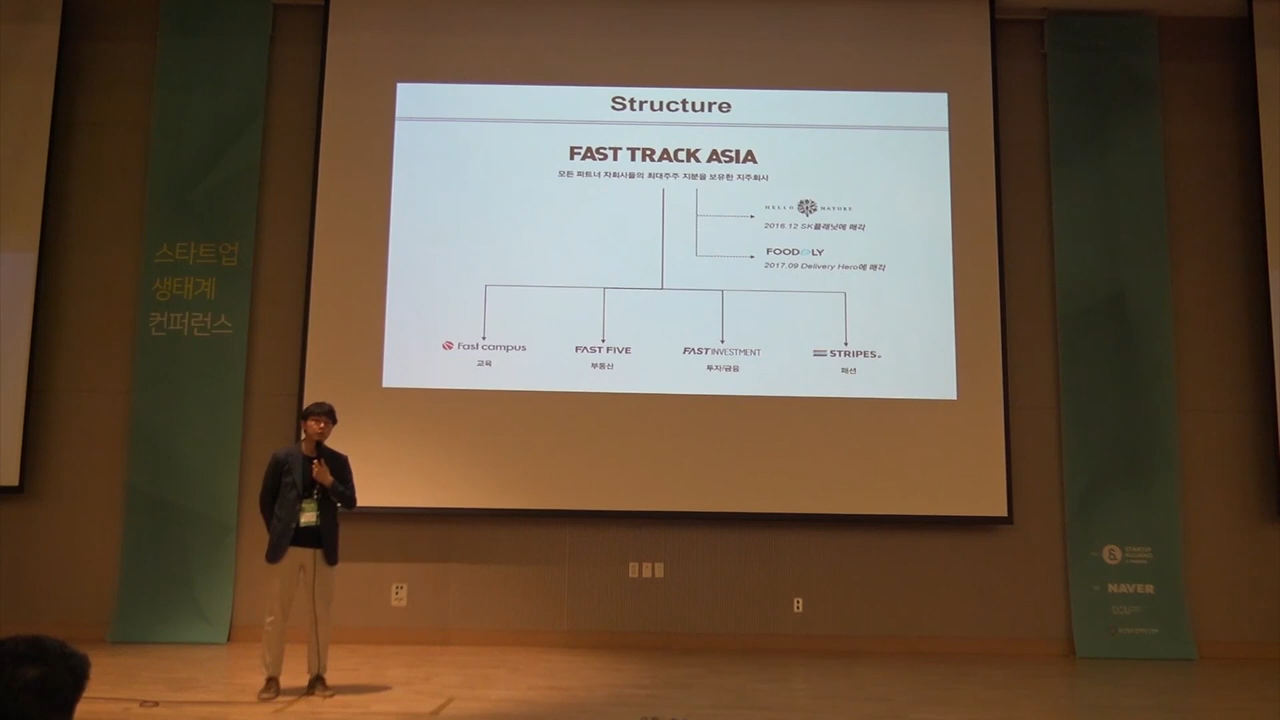 Structure
FAST TRACK ASIA
모든 파트너 자회사들의 최대주주 지분을 보유한 지주회사
HELLO NATURE
2016.12 SK플래닛에 매각
FOODFLY
2017.09 Delivery Hero에 매각
Fast campus
교육
FAST FIVE
부동산
FAST INVESTMENT
투자/금융
STRIPES.
패션
스타트업
생태계
컨퍼런스
STARTUP
ALLIANCE
NAVER